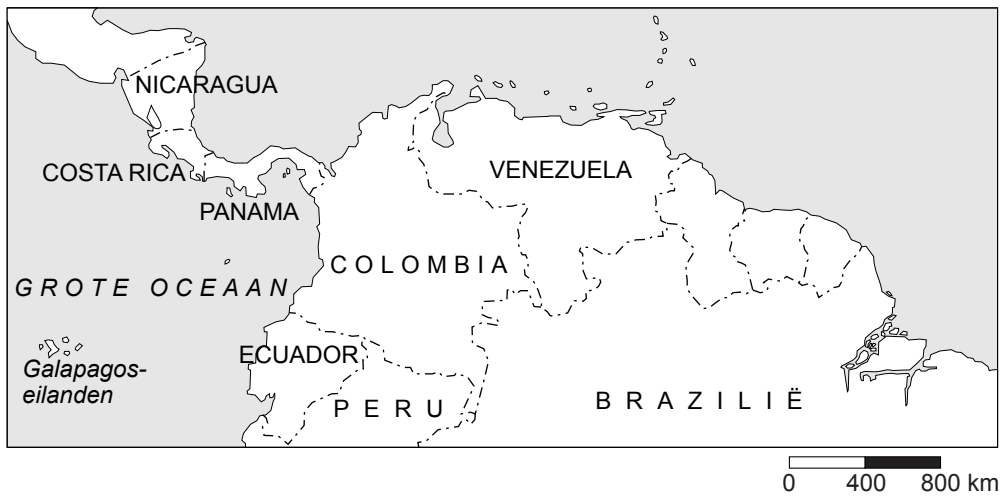 NICARAGUA
COSTA RICA
VENEZUELA
PANAMA
COLOMBIA
GROTE OCEAAN
ECUADOR
Galapagos-
eilanden
PERU
BRAZILIË
0 400 800 km